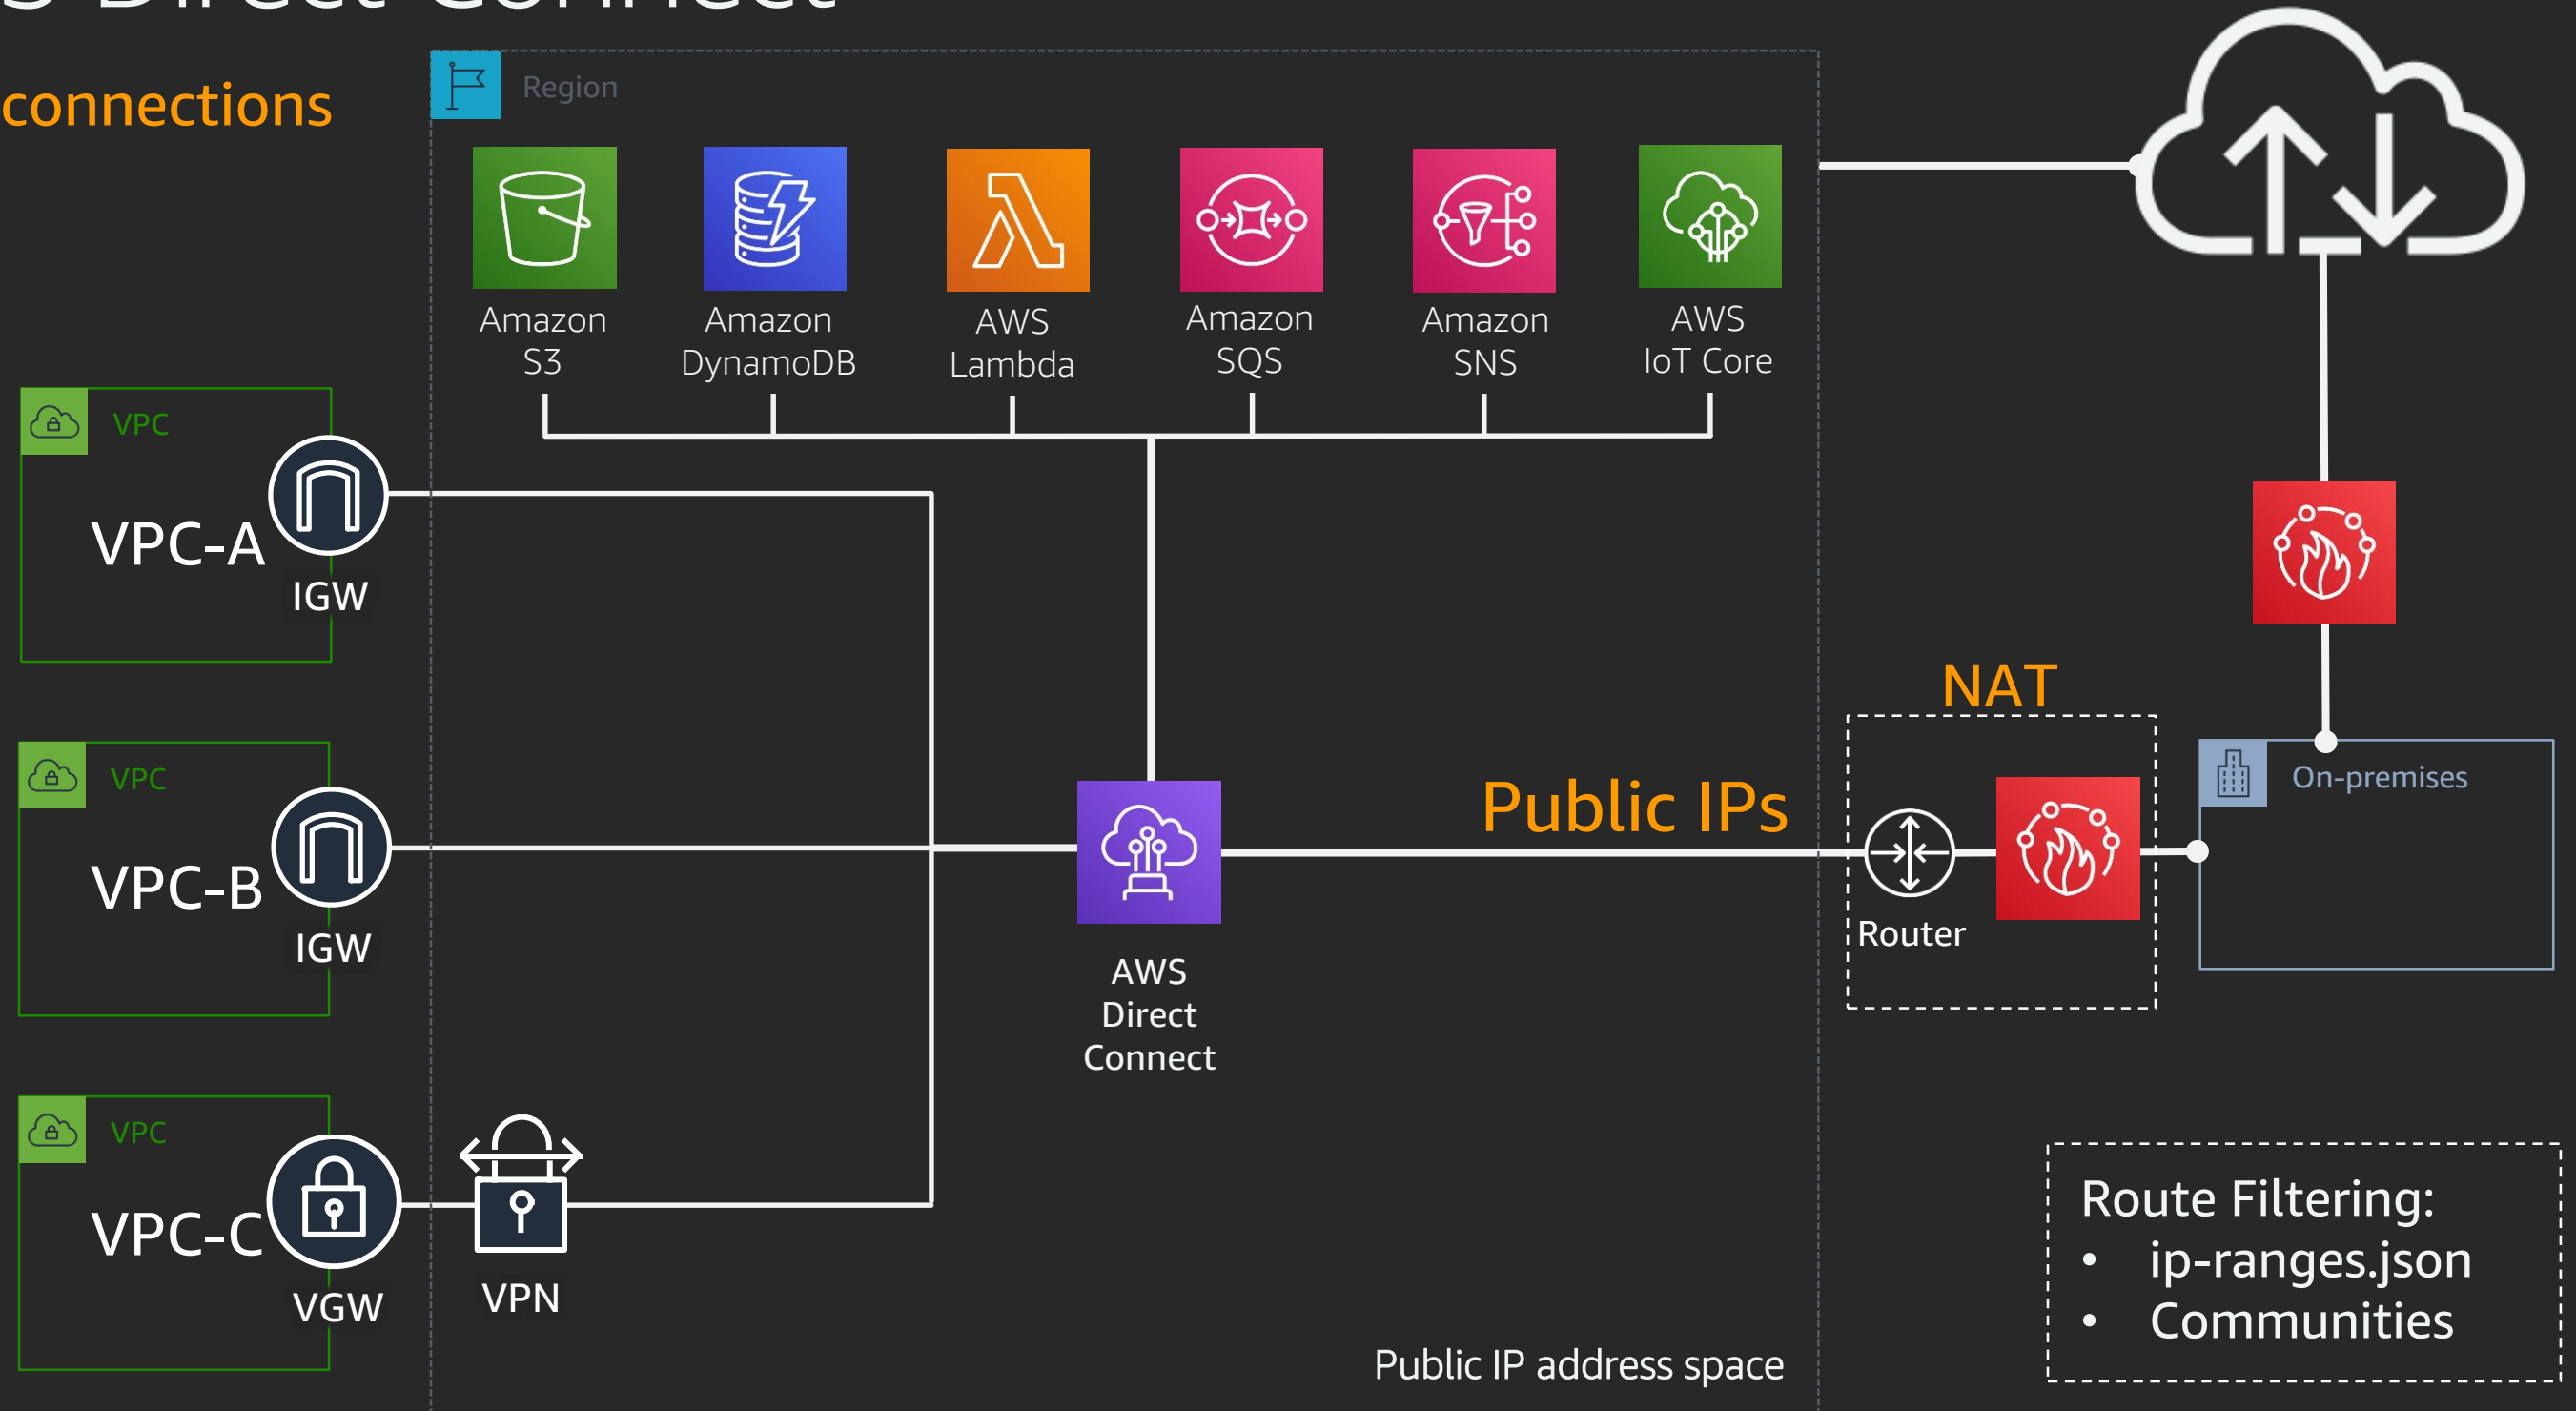 S Direct Connect
connections
Region
Amazon
S3
Amazon
DynamoDB
AWS
Lambda
Amazon
SQS
Amazon
SNS
AWS
IoT Core
VPC
VPC-A
IGW
VPC
VPC-B
IGW
VPC
VPC-C
VGW
VPN
AWS
Direct
Connect
Public IPs
NAT
Router
On-premises
Public IP address space
Route Filtering:
• ip-ranges.json
• Communities